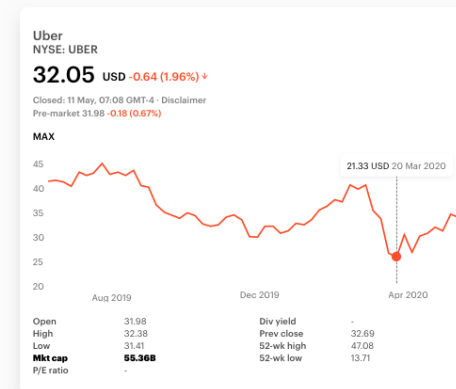 Uber
NYSE: UBER
32.05 USD -0.64 (1.96%) ↓
Closed: 11 May, 07:08 GMT-4 · Disclaimer
Pre-market 31.98 -0.18 (0.67%)
MAX
21.33 USD 20 Mar 2020
45
40
35
30
25
20
Aug 2019 Dec 2019 Apr 2020
Open 31.98 Div yield -
High 32.38 Prev close 32.69
Low 31.41 52-wk high 47.08
Mkt cap 55.36B 52-wk low 13.71
P/E ratio -